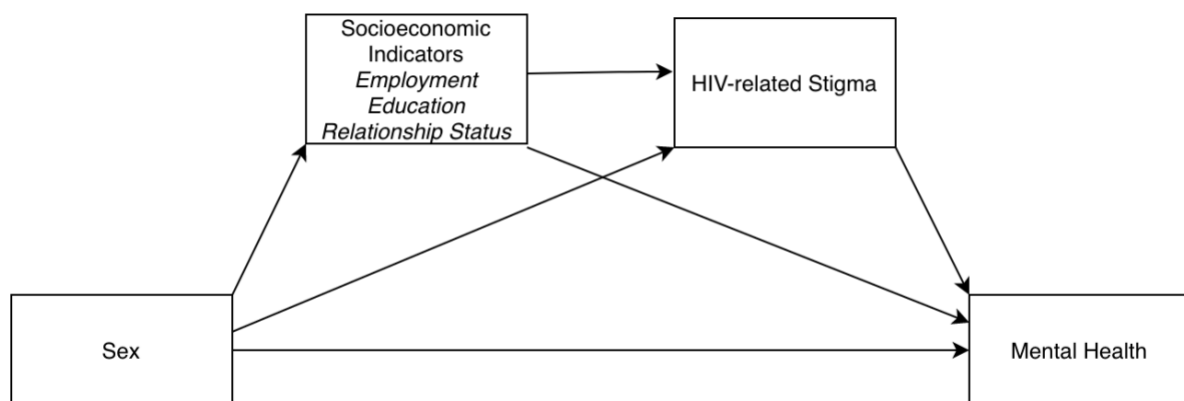 Socioeconomic
Indicators
Employment
Education
Relationship Status
HIV-related Stigma
Sex
Mental Health